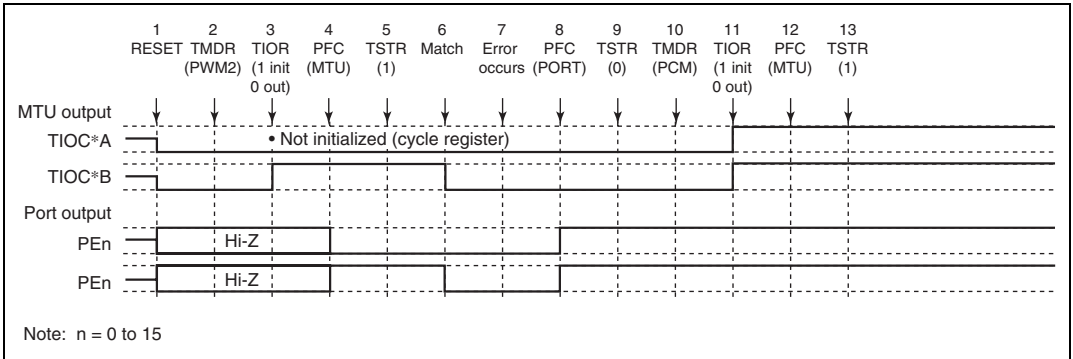 1 2 3 4 5 6 7 8 9 10 11 12 13
RESET TMDR TIOR PFC TSTR Match Error PFC TSTR TMDR TIOR PFC TSTR
(PWM2) (1 init (MTU) (1) occurs (PORT) (0) (PCM) (1 init (MTU) (1)
0 out) 0 out)
MTU output
TIOC*A • Not initialized (cycle register)
TIOC*B
Port output
PEn Hi-Z
PEn Hi-Z
Note: n = 0 to 15